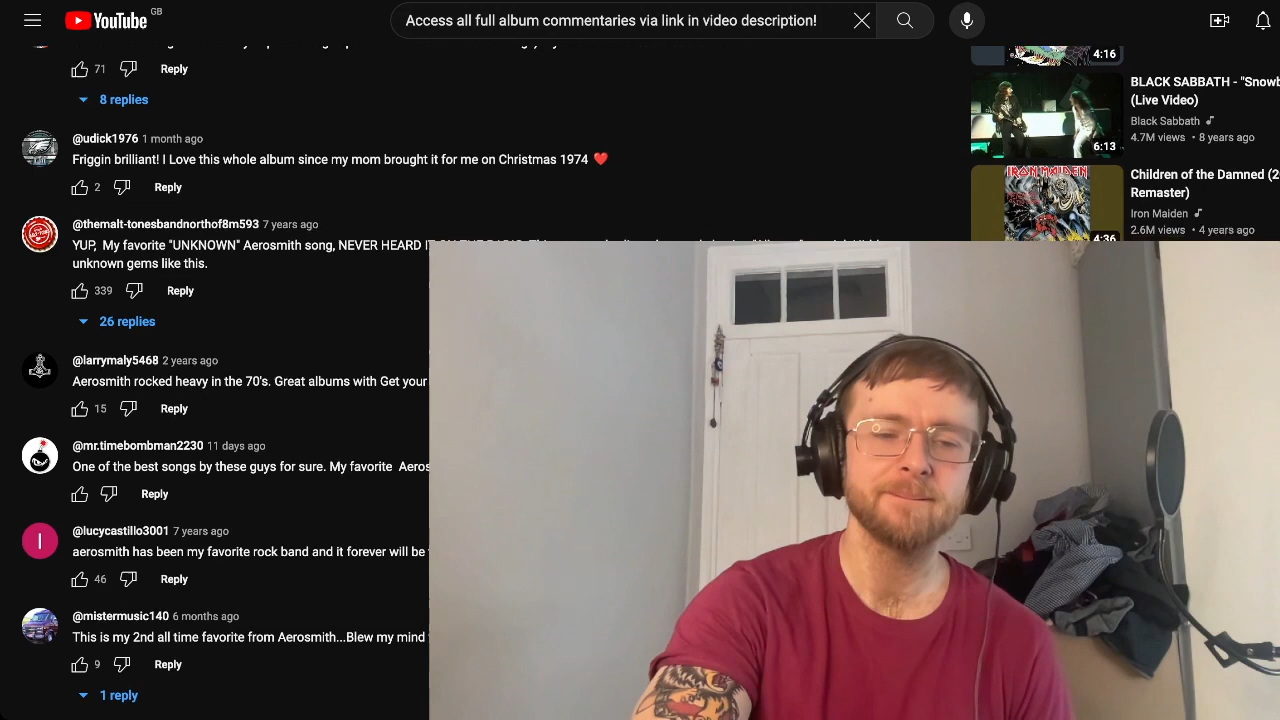 YouTube GB
Access all full album commentaries via link in video description!
71 Reply
8 replies
@udick1976 1 month ago
Friggin brilliant! I Love this whole album since my mom brought it for me on Christmas 1974 ❤️
2 Reply
@themalt-tonesbandnorthof8m593 7 years ago
YUP, My favorite "UNKNOWN" Aerosmith song, NEVER HEARD
unknown gems like this.
339 Reply
26 replies
@larrymaly5468 2 years ago
Aerosmith rocked heavy in the 70's. Great albums with Get your
15 Reply
@mr.timebombman2230 11 days ago
One of the best songs by these guys for sure. My favorite Aeros
Reply
@lucycastillo3001 7 years ago
I
aerosmith has been my favorite rock band and it forever will be
46 Reply
@mistermusic140 6 months ago
This is my 2nd all time favorite from Aerosmith...Blew my mind
9 Reply
1 reply
4:16
BLACK SABBATH - "Snowb
(Live Video)
Black Sabbath
4.7M views • 8 years ago
6:13
IRON MAIDEN
Children of the Damned (2
Remaster)
Iron Maiden
2.6M views • 4 years ago
4:36